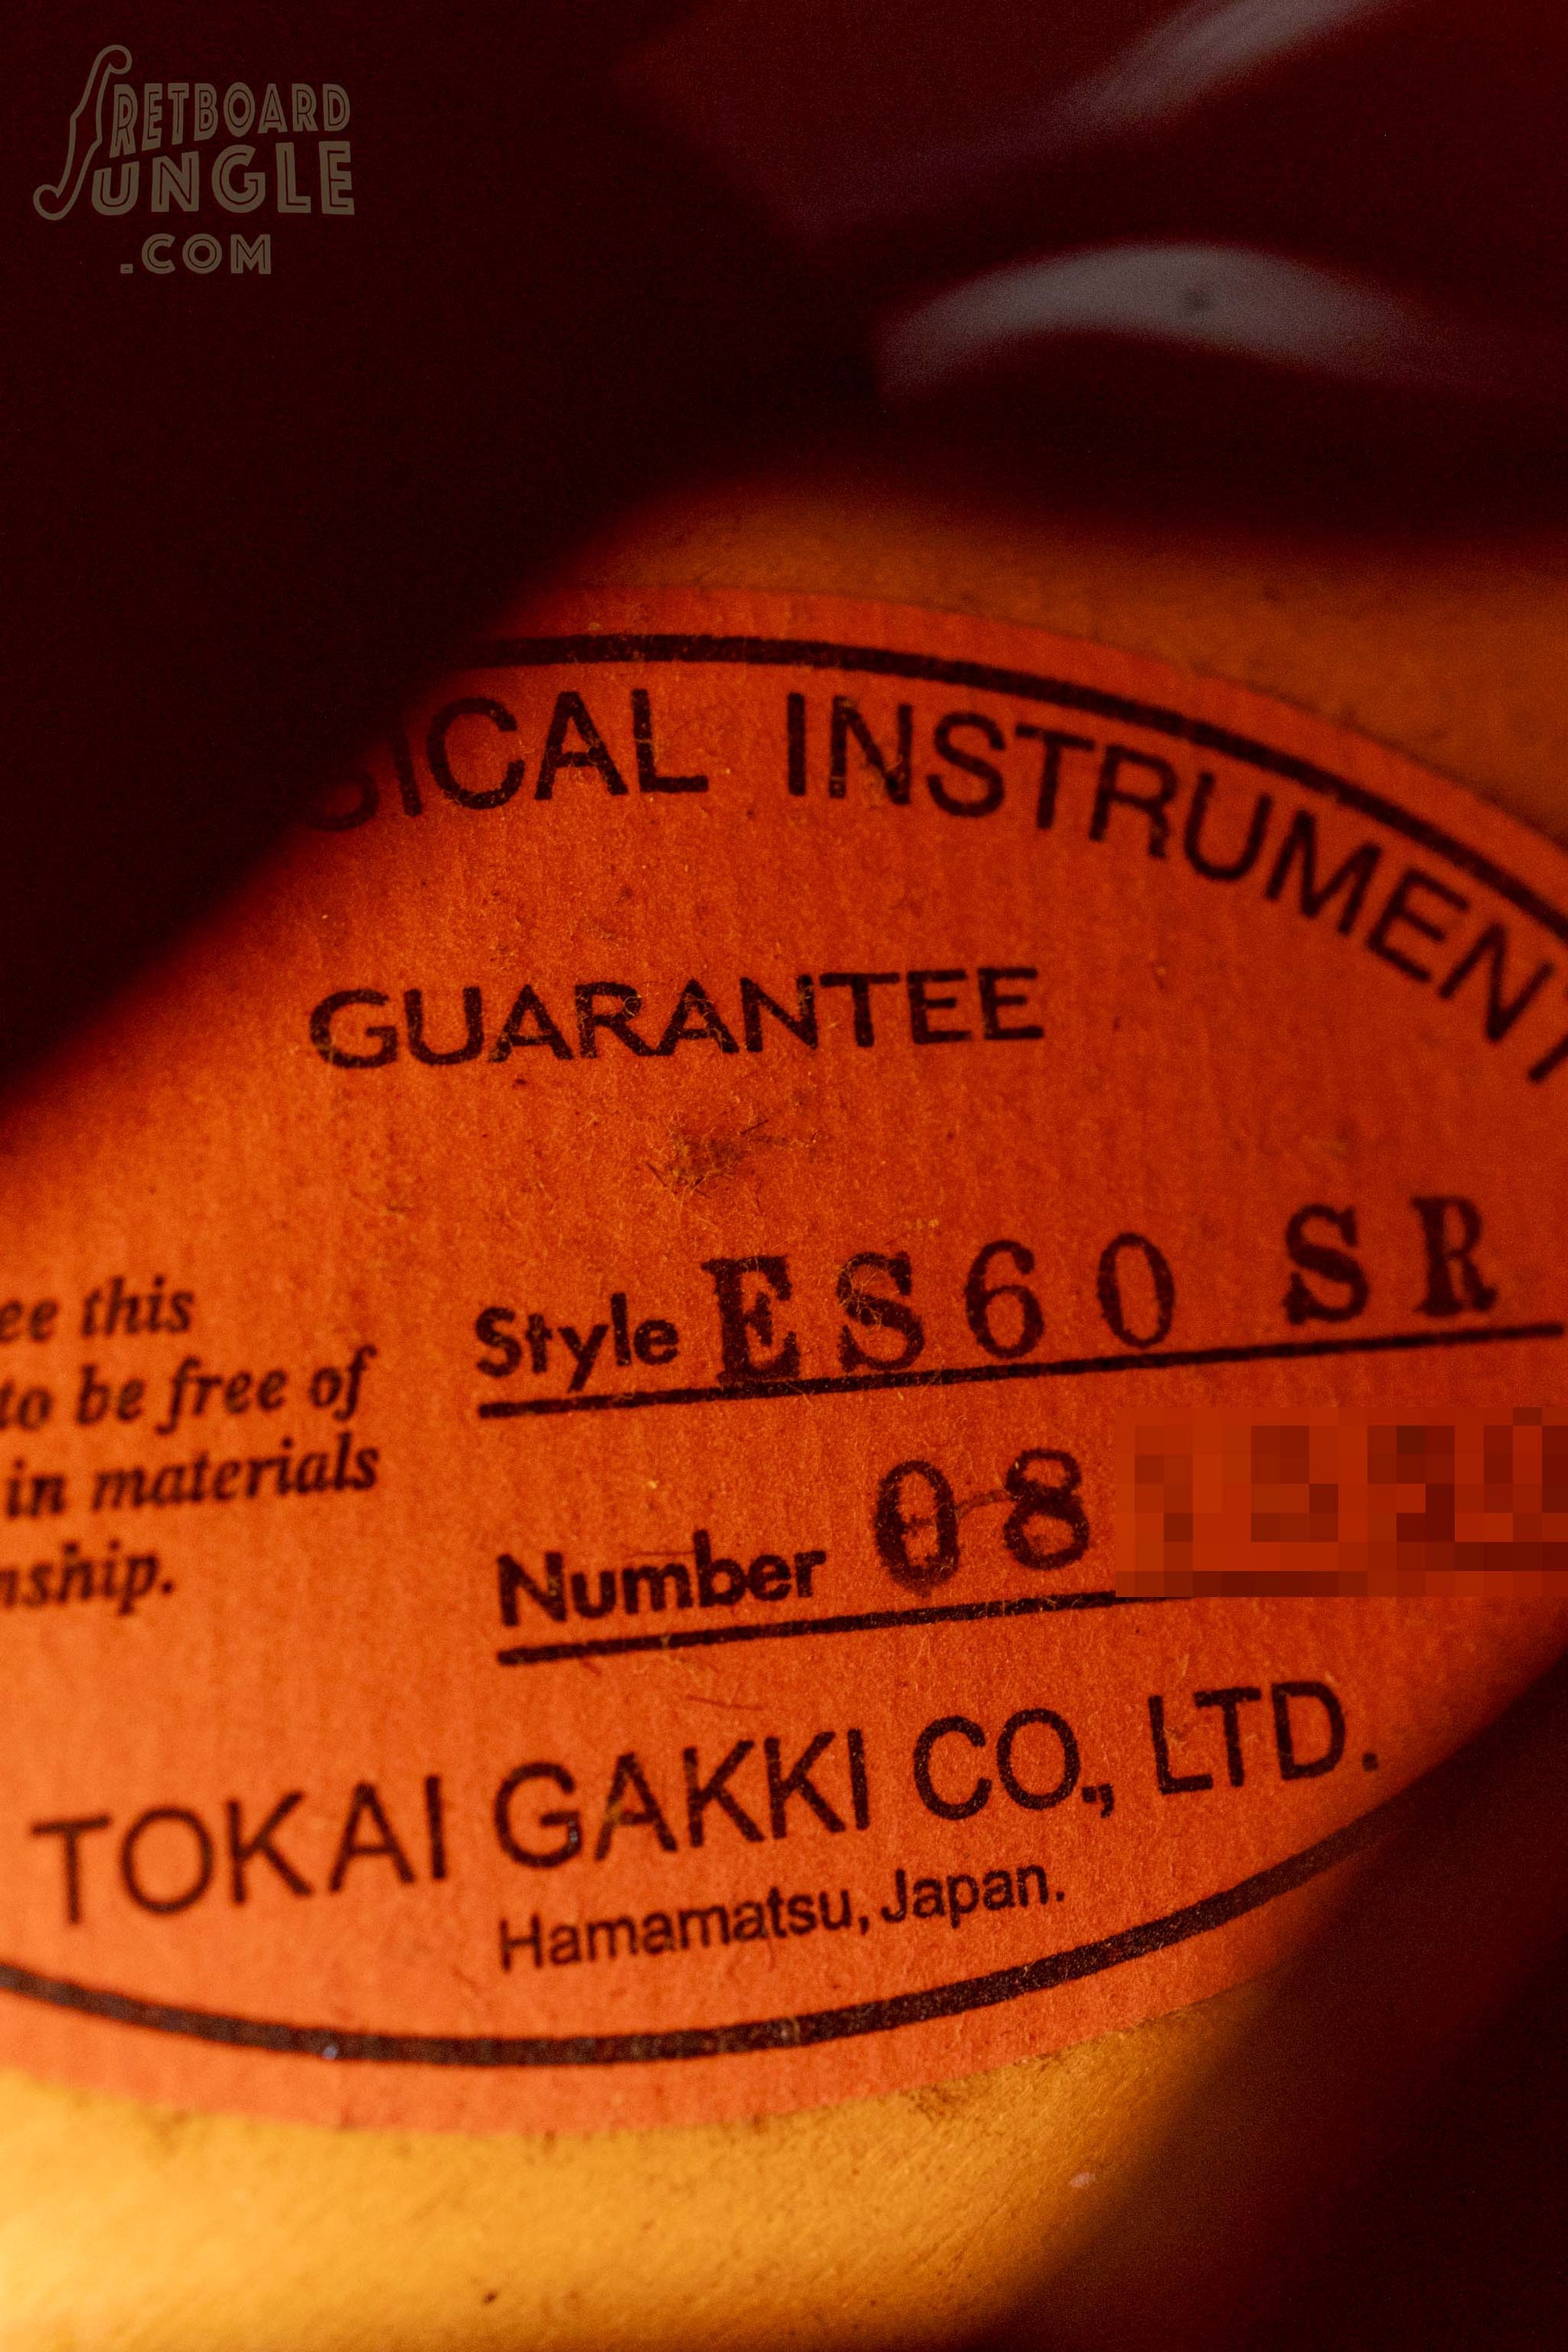 FRETBOARD
JUNGLE
.COM
SICAL INSTRUMENT
GUARANTEE
ee this
to be free of
in materials
nship.
Style ES60 SR
Number 08
TOKAI GAKKI CO., LTD.
Hamamatsu, Japan.